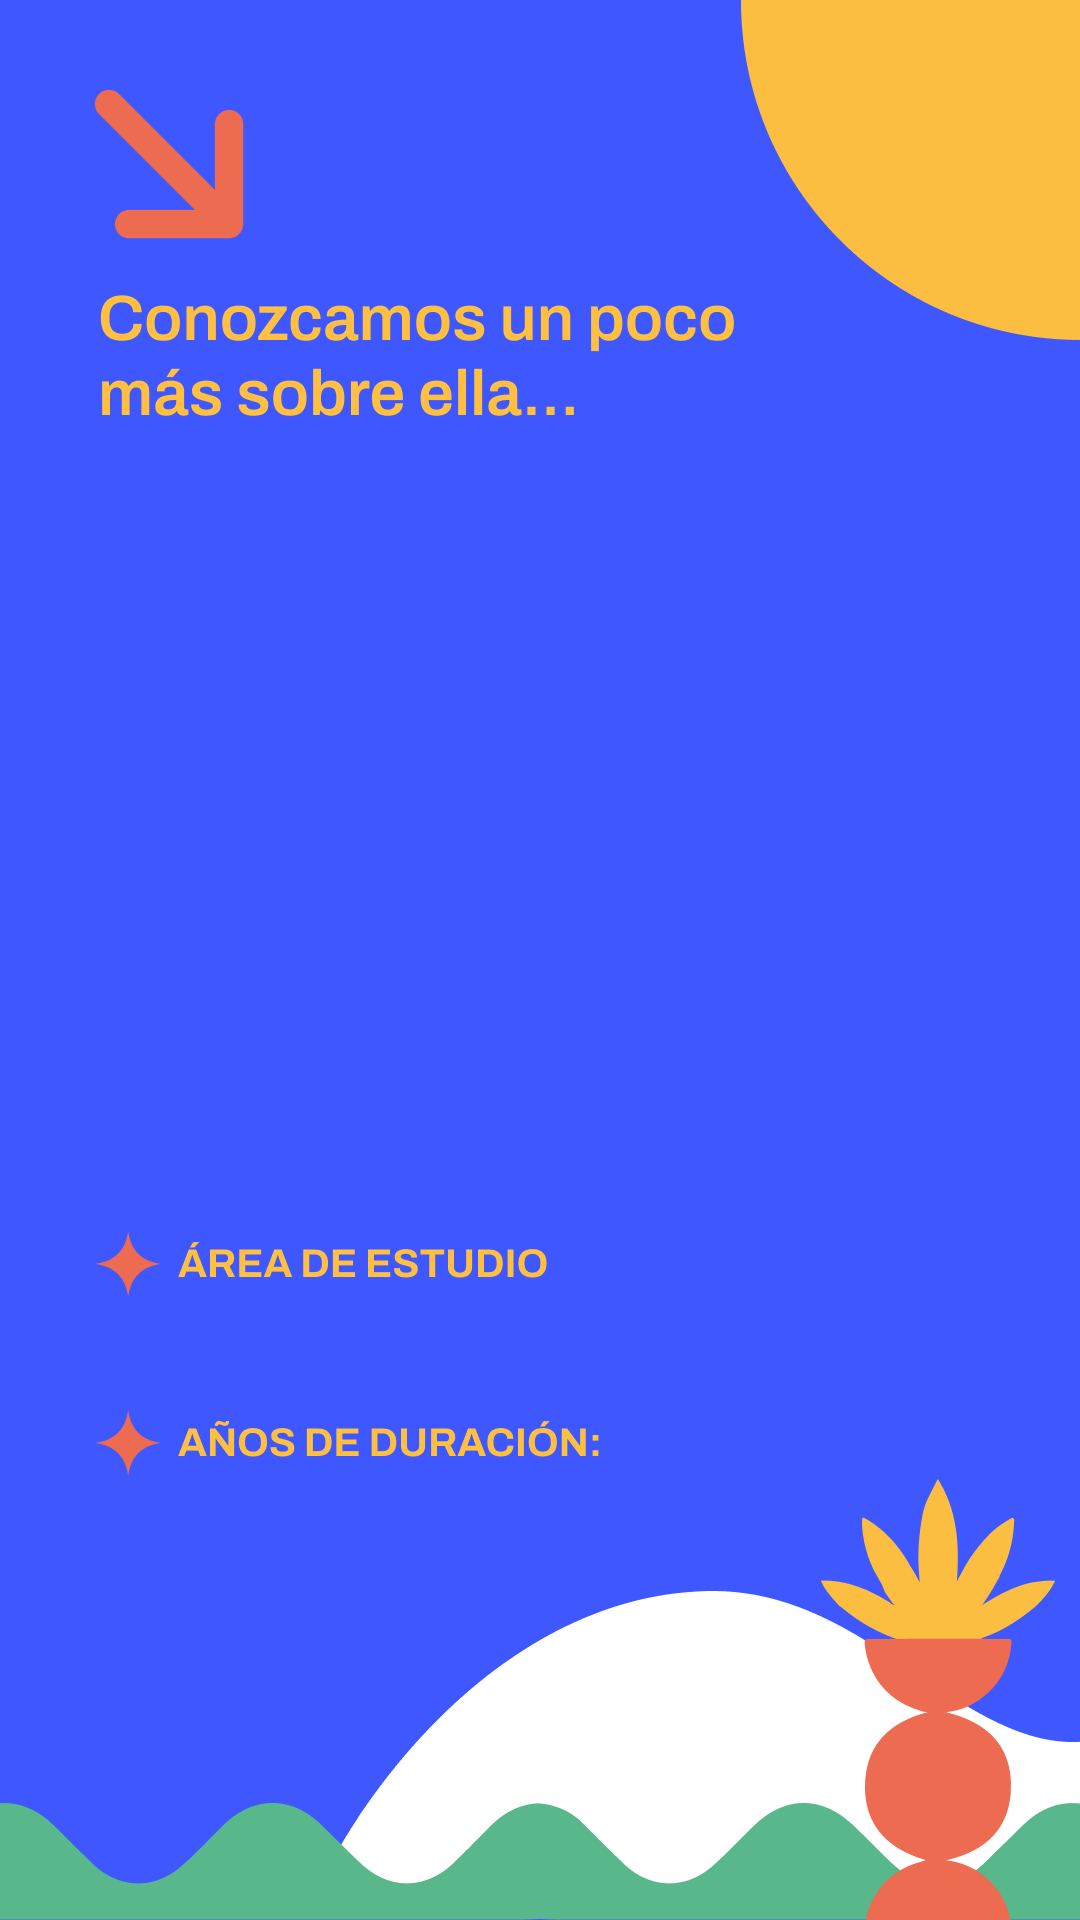 Conozcamos un poco
más sobre ella...
ÁREA DE ESTUDIO
AÑOS DE DURACIÓN: